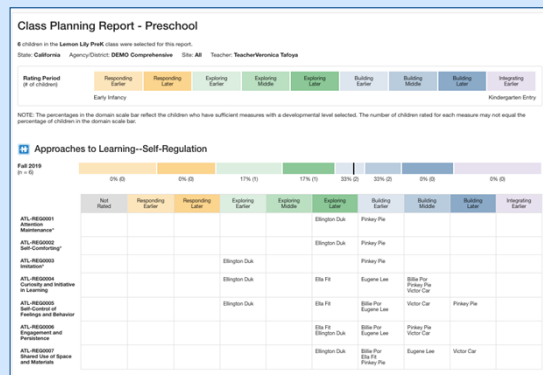 Class Planning Report - Preschool
6 children in the Lemon Lily PreK class were selected for this report.
State: California Agency/District: DEMO Comprehensive Site: All Teacher: TeacherVeronica Tafoya
Rating Period Responding Responding Exploring Exploring Exploring Building Building Building Integrating
(# of children) Earlier Later Earlier Middle Later Earlier Middle Later Earlier
Early Infancy Kindergarten Entry
NOTE: The percentages in the domain scale bar reflect the children who have sufficient measures with a developmental level selected. The number of children rated for each measure may not equal the
percentage of children in the domain scale bar.
Approaches to Learning--Self-Regulation
Fall 2019
(n = 6)
0% (0) 0% (0) 17% (1) 17% (1) 33% (2) 33% (2) 0% (0) 0% (0)
Not Responding Responding Exploring Exploring Exploring Building Building Building Integrating
Rated Earlier Later Earlier Middle Later Earlier Middle Later Earlier
ATL-REG0001 Ellington Duk Pinkey Pie
Attention
Maintenance*
ATL-REG0002 Ellington Duk Pinkey Pie
Self-Comforting*
ATL-REG0003 Ellington Duk Pinkey Pie
Imitation*
ATL-REG0004 Ellington Duk Ella Fit Eugene Lee Billie Por
Curiosity and Initiative Pinkey Pie
in Learning Victor Car
ATL-REG0005 Ellington Duk Ella Fit Billie Por Victor Car Pinkey Pie
Self-Control of Eugene Lee
Feelings and Behavior
ATL-REG0006 Ella Fit Billie Por Pinkey Pie
Engagement and Ellington Duk Eugene Lee Victor Car
Persistence
ATL-REG0007 Ellington Duk Billie Por Eugene Lee Victor Car
Shared Use of Space Ella Fit
and Materials Pinkey Pie